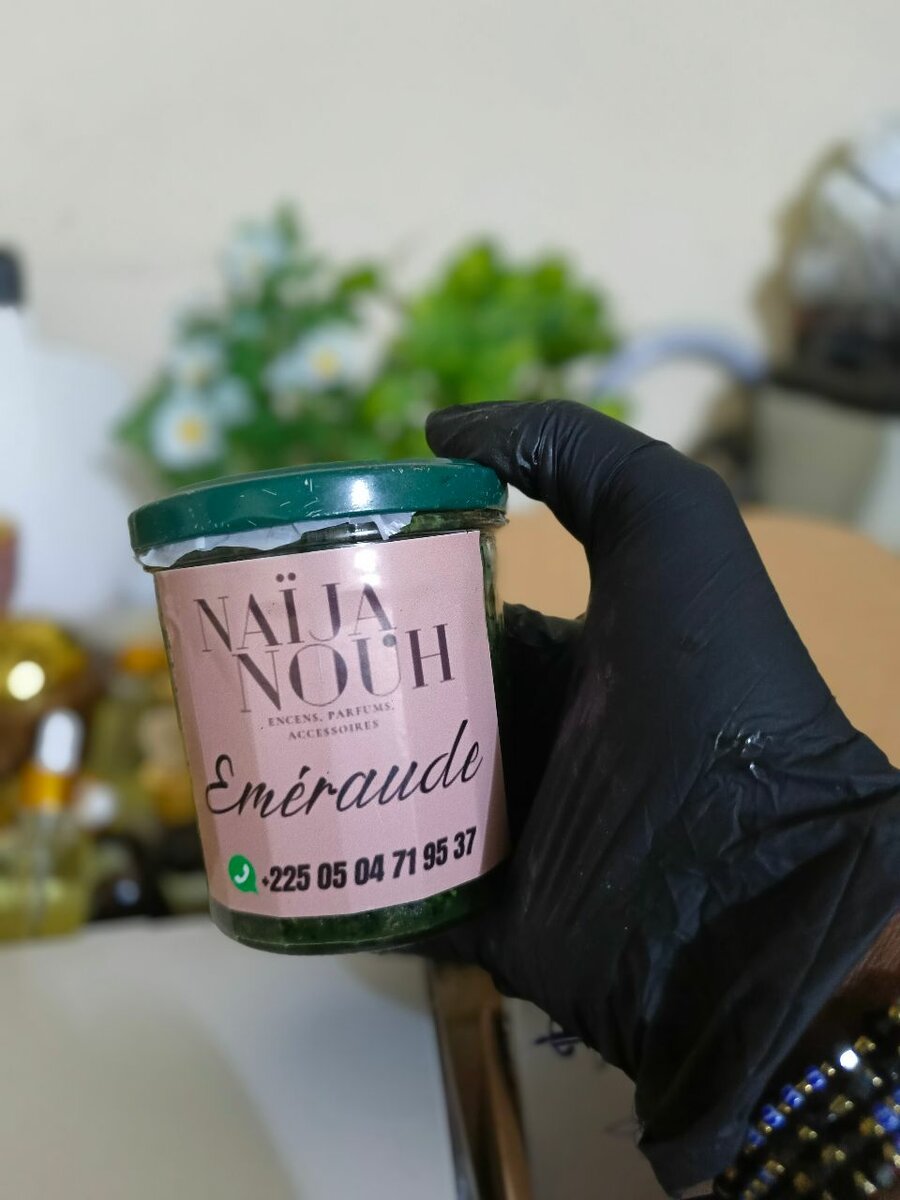 NAÏJA
NOUH
ENCENS, PARFUMS,
ACCESSOIRES
Eméraude
+225 05 04 71 95 37